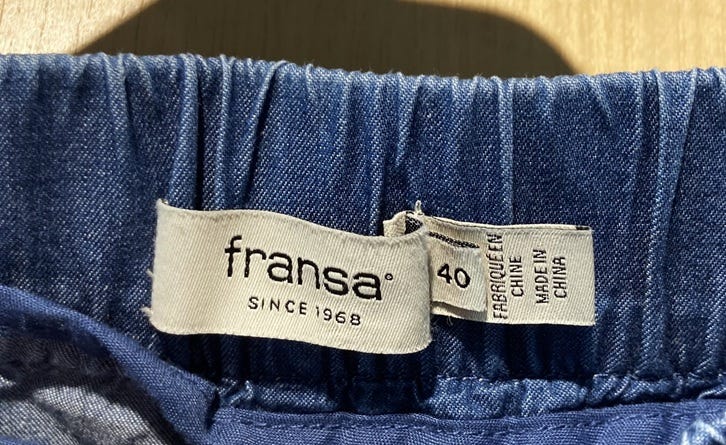 fransa°
SINCE 1968
40
FABRIQUÉ EN
CHINE
MADE IN
CHINA